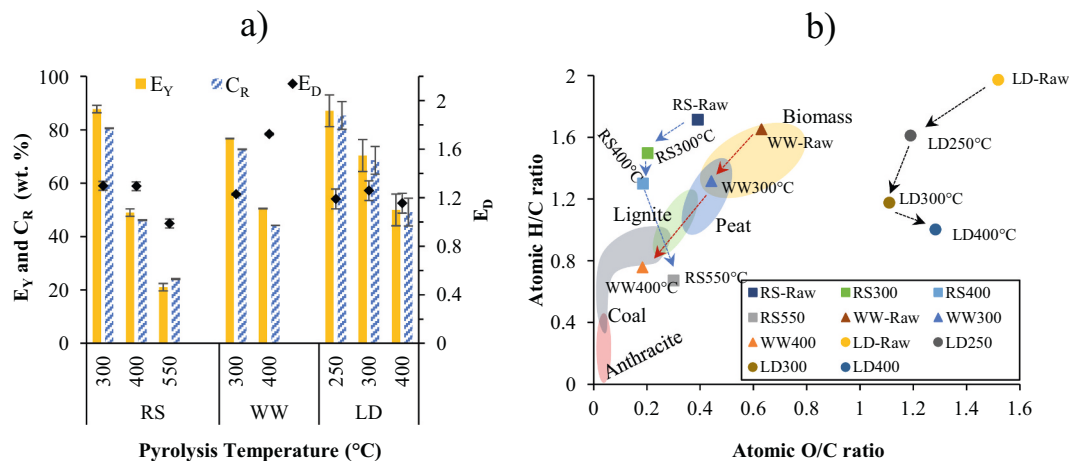 a)
E_Y C_R E_D
100
80
60
40
20
0
E_Y and C_R (wt. %)
2
1.6
1.2
0.8
0.4
0
E_D
300 400 550 300 400 250 300 400
RS WW LD
Pyrolysis Temperature (°C)
b)
2
1.6
1.2
0.8
0.4
0
Atomic H/C ratio
LD-Raw
RS-Raw
Biomass
WW-Raw
RS300°C
RS400°C
LD250°C
WW300°C
LD300°C
Lignite
Peat
LD400°C
WW400°C
RS550°C
Coal
Anthracite
RS-Raw RS300 RS400
RS550 WW-Raw WW300
WW400 LD-Raw LD250
LD300 LD400
0 0.2 0.4 0.6 0.8 1 1.2 1.4 1.6
Atomic O/C ratio